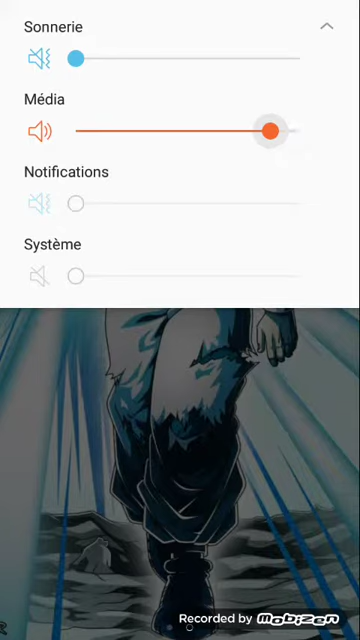 Sonnerie
Média
Notifications
Système
Recorded by Mobizen